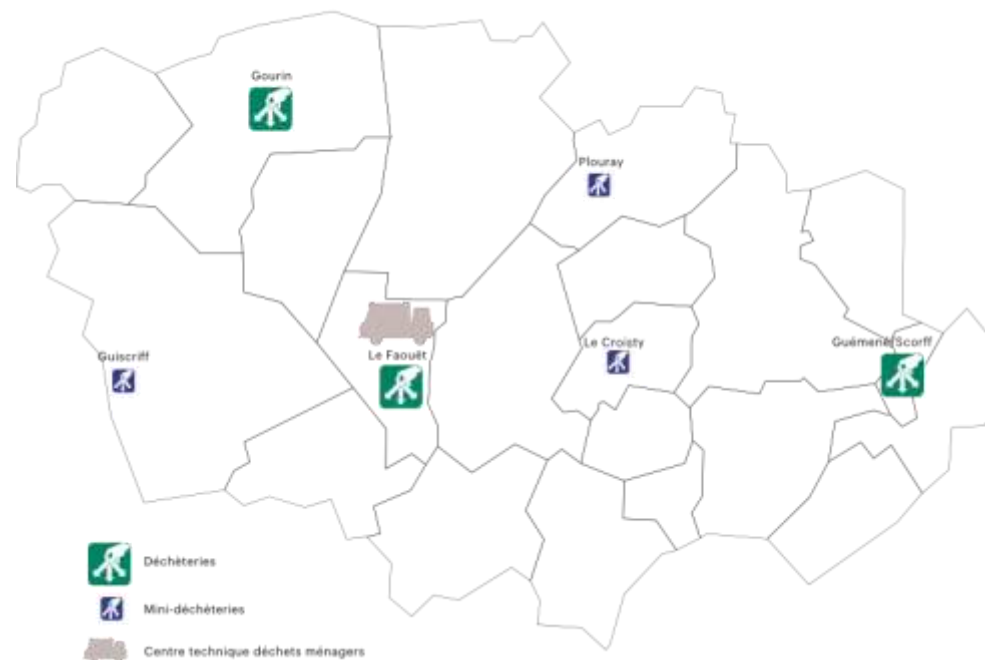 Gourin
Plouray
Guiscriff
Le Faouët
Le Croisty
Guémené/Scorff
Déchèteries
Mini-déchèteries
Centre technique déchets ménagers